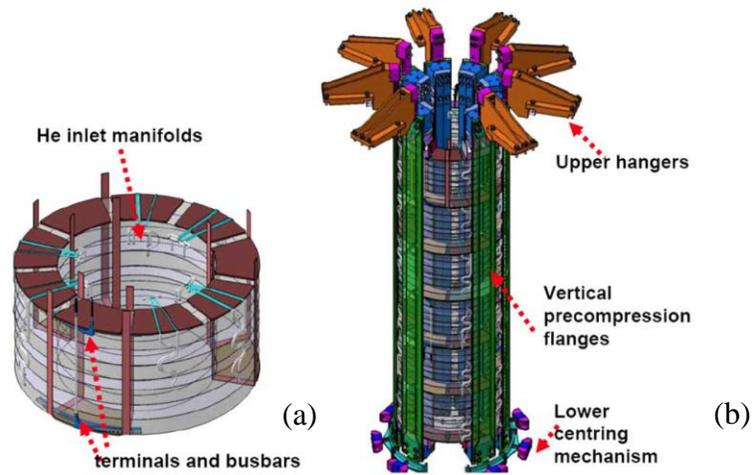 He inlet manifolds
terminals and busbars
(a)
Upper hangers
Vertical
precompression
flanges
Lower
centring
mechanism
(b)